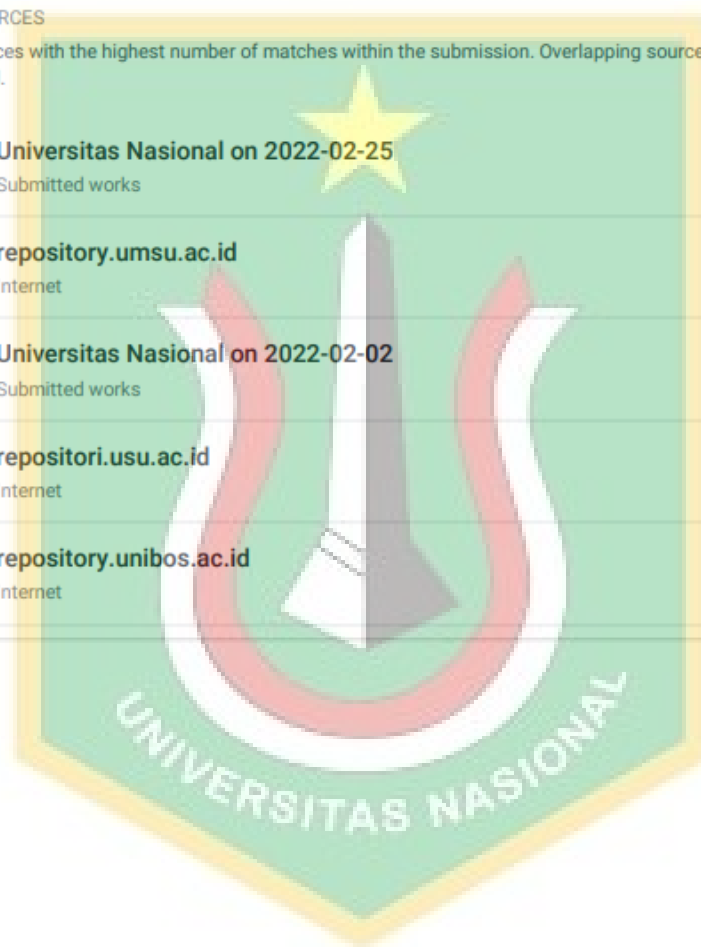 RCES
ces with the highest number of matches within the submission. Overlapping source
.
Universitas Nasional on 2022-02-25
Submitted works
repository.umsu.ac.id
nternet
Universitas Nasional on 2022-02-02
Submitted works
repositori.usu.ac.id
nternet
repository.unibos.ac.id
nternet
UNIVERSITAS NASIONAL